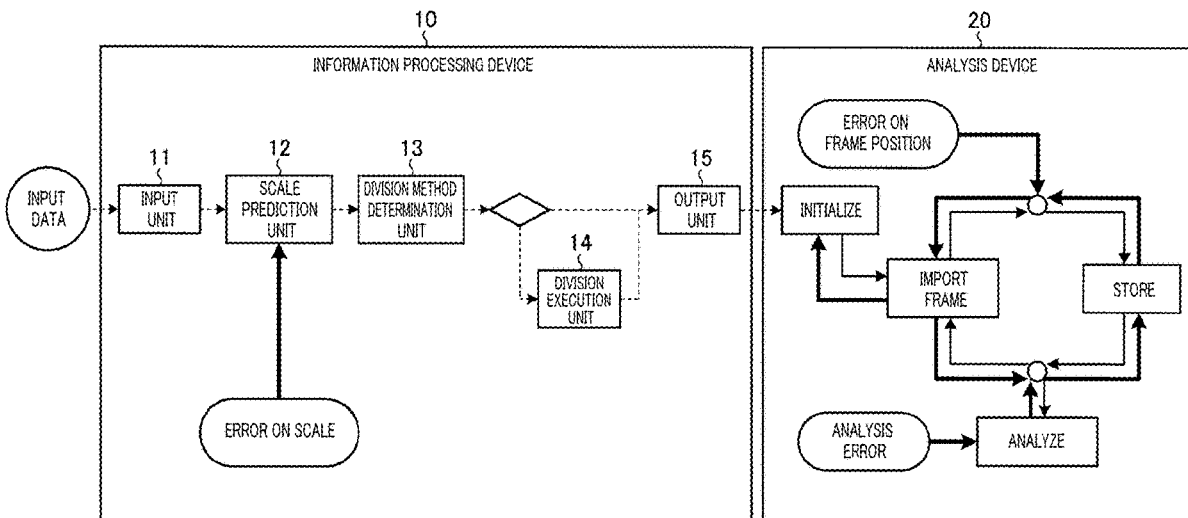 10
20
INFORMATION PROCESSING DEVICE
ANALYSIS DEVICE
ERROR ON
FRAME POSITION
11
12
13
15
INPUT
DATA
INPUT
UNIT
SCALE
PREDICTION
UNIT
DIVISION METHOD
DETERMINATION
UNIT
OUTPUT
UNIT
INITIALIZE
14
DIVISION
EXECUTION
UNIT
IMPORT
FRAME
STORE
ERROR ON SCALE
ANALYSIS
ERROR
ANALYZE